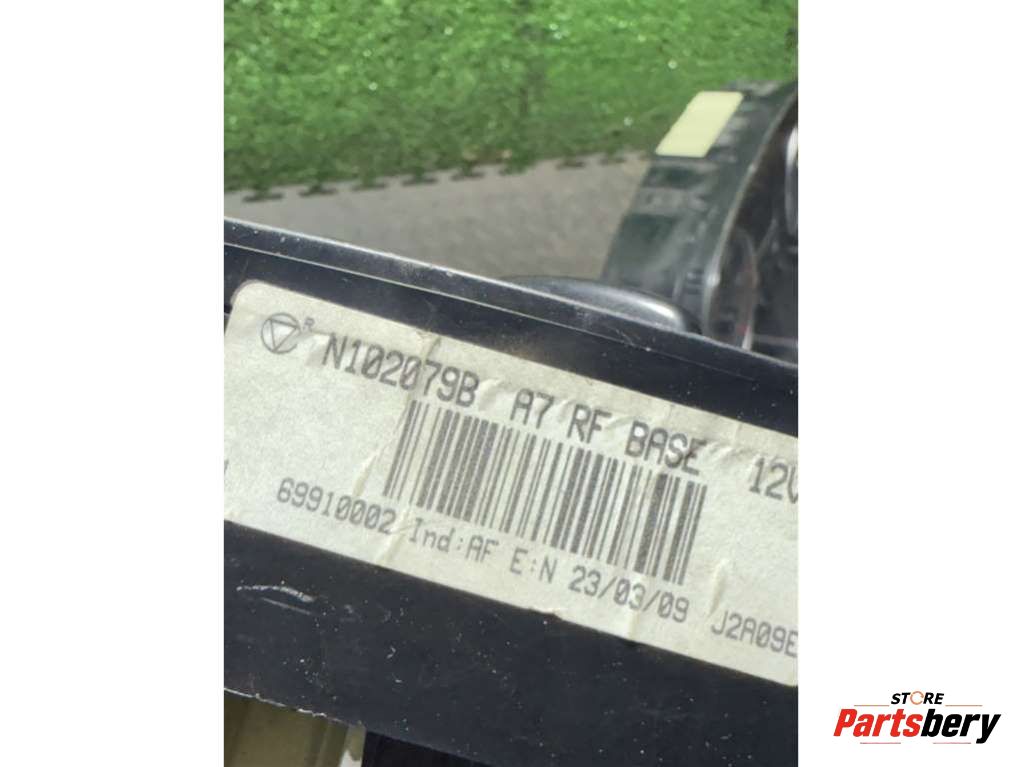 R
N102079B A7 RF BASE 12V
69910002 Ind:AF E:N 23/03/09 J2A09E
STORE
Partsbery